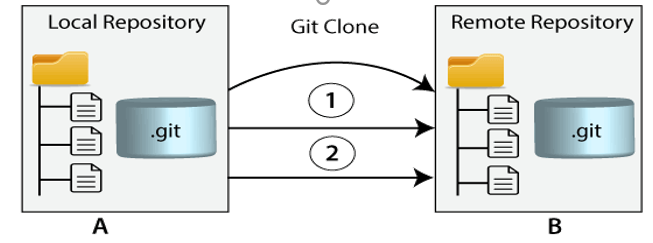 Local Repository
Git Clone
Remote Repository
1
.git
.git
2
A
B